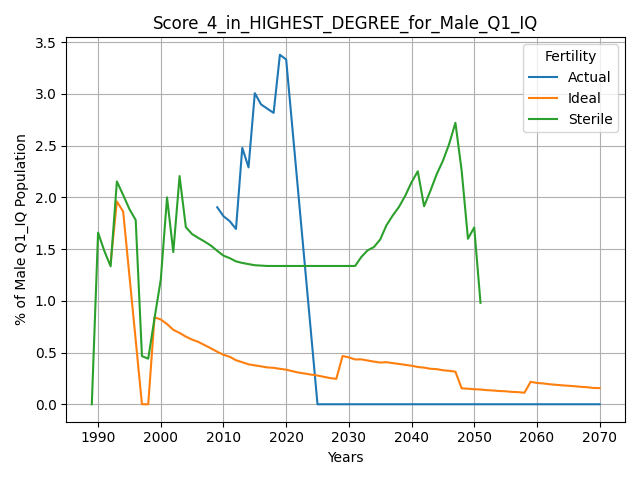 Score_4_in_HIGHEST_DEGREE_for_Male_Q1_IQ
Fertility
Actual
Ideal
Sterile
% of Male Q1_IQ Population
3.5
3.0
2.5
2.0
1.5
1.0
0.5
0.0
1990 2000 2010 2020 2030 2040 2050 2060 2070
Years